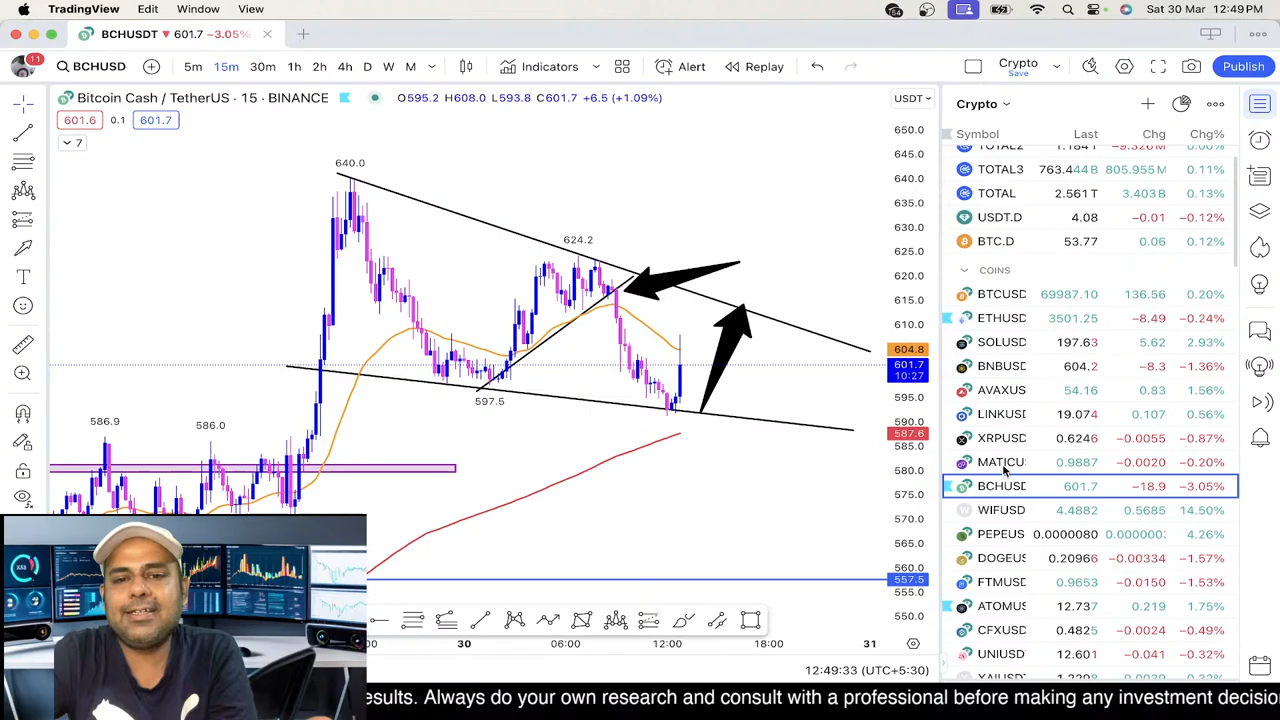 TradingView Edit Window View
Sat 30 Mar 12:49PM
BCHUSDT 601.7 −3.05%
11
BCHUSD 5m 15m 30m 1h 2h 4h D W M Indicators Alert Replay Crypto Save Publish
Bitcoin Cash / TetherUS · 15 · BINANCE O595.2 H608.0 L593.8 C601.7 +6.5 (+1.09%) USDT
601.6 0.1 601.7
7
Crypto
Symbol Last Chg Chg%
TOTAL2 1.184T −9.326M 0.00%
TOTAL3 763.444B 805.955M 0.11%
TOTAL 2.561T 3.403B 0.13%
USDT.D 4.08 −0.01 −0.12%
BTC.D 53.77 0.06 0.12%
COINS
BTCUSD 69987.10 136.56 0.20%
ETHUSD 3501.25 −8.49 −0.24%
SOLUSD 197.63 5.62 2.93%
BNBUSD 604.2 −8.3 −1.36%
AVAXUS 54.16 0.83 1.56%
LINKUSD 19.074 0.107 0.56%
XRPUSD 0.6246 −0.0055 −0.87%
MATICU 0.9887 −0.0020 −0.20%
BCHUSD 601.7 −18.9 −3.05%
WIFUSD 4.4882 0.5685 14.50%
PEPEUS 0.0000080 0.0000003 4.26%
DOGEUS 0.20966 −0.00334 −1.57%
FTMUSD 0.9653 −0.0150 −1.53%
ATOMUS 12.737 0.219 1.75%
CFXUSD 0.4825 −0.0024 −0.49%
UNIUSD 12.601 −0.041 −0.32%
640.0
624.2
597.5
586.9
586.0
650.0
645.0
640.0
635.0
630.0
625.0
620.0
615.0
610.0
604.8
601.7
10:27
595.0
590.0
587.6
585.0
580.0
575.0
570.0
565.0
560.0
557.5
555.0
550.0
30 06:00 12:00 18:00 31
12:49:33 (UTC+5:30)
results. Always do your own research and consult with a professional before making any investment decisio